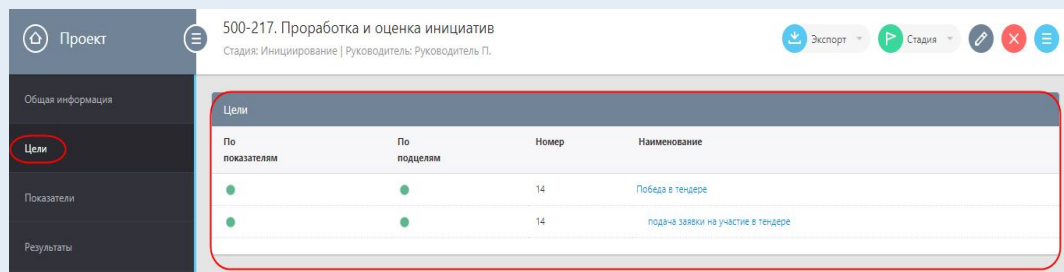 Проект
500-217. Проработка и оценка инициатив
Стадия: Инициирование | Руководитель: Руководитель П.
Экспорт
Стадия
Общая информация
Цели
Показатели
Результаты
Цели
По показателям
По подцелям
Номер
Наименование
14
Победа в тендере
14
подача заявки на участие в тендере